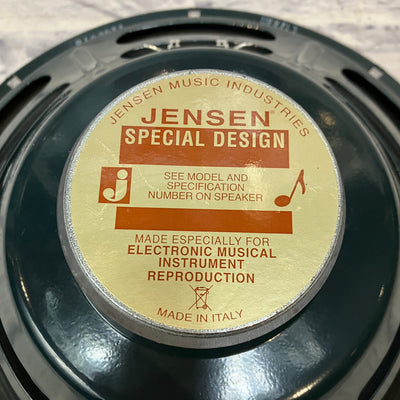 JENSEN MUSIC INDUSTRIES
JENSEN®
SPECIAL DESIGN
SEE MODEL AND
SPECIFICATION
NUMBER ON SPEAKER
j
MADE ESPECIALLY FOR
ELECTRONIC MUSICAL
INSTRUMENT
REPRODUCTION
MADE IN ITALY